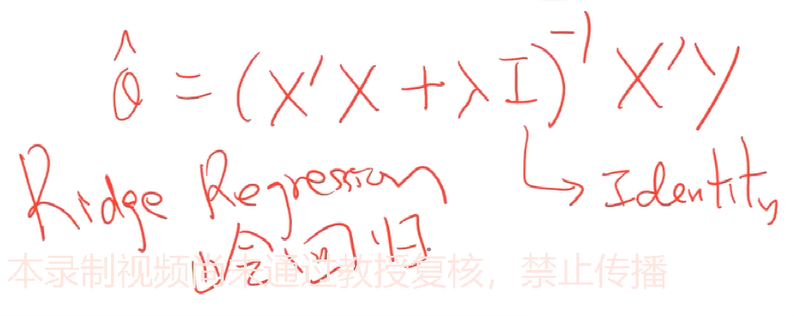 θ̂ = (X'X + λI)⁻¹ X'Y
Ridge Regression
↳ Identity
岭回归
本录制视频尚未通过教授复核，禁止传播